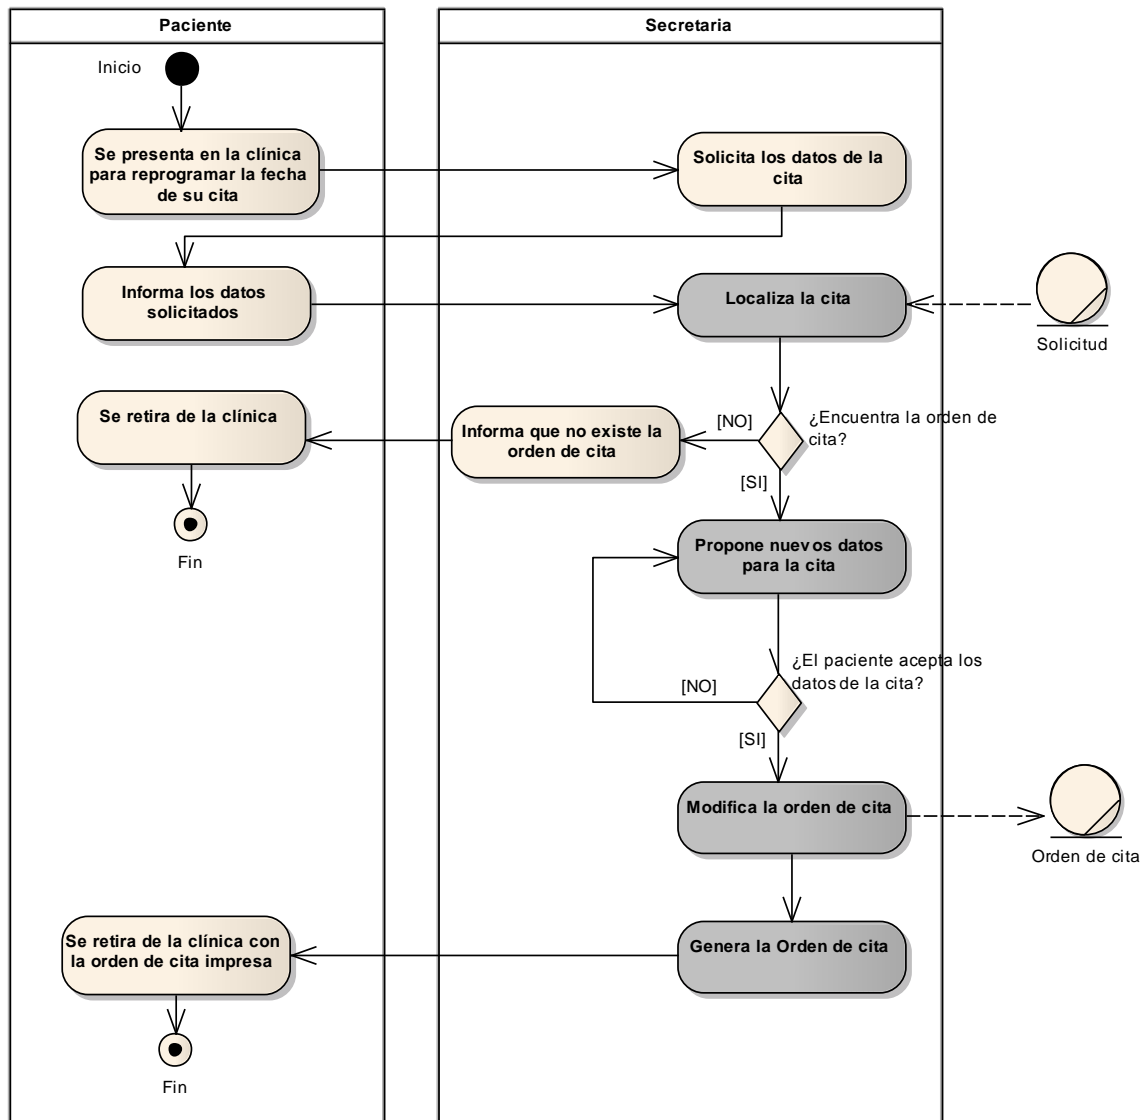 Paciente
Secretaria
Inicio
Se presenta en la clínica
para reprogramar la fecha
de su cita
Solicita los datos de la
cita
Informa los datos
solicitados
Localiza la cita
Solicitud
Se retira de la clínica
Informa que no existe la
orden de cita
[NO]
¿Encuentra la orden de
cita?
[SI]
Fin
Propone nuevos datos
para la cita
¿El paciente acepta los
datos de la cita?
[NO]
[SI]
Modifica la orden de cita
Orden de cita
Se retira de la clínica con
la orden de cita impresa
Genera la Orden de cita
Fin